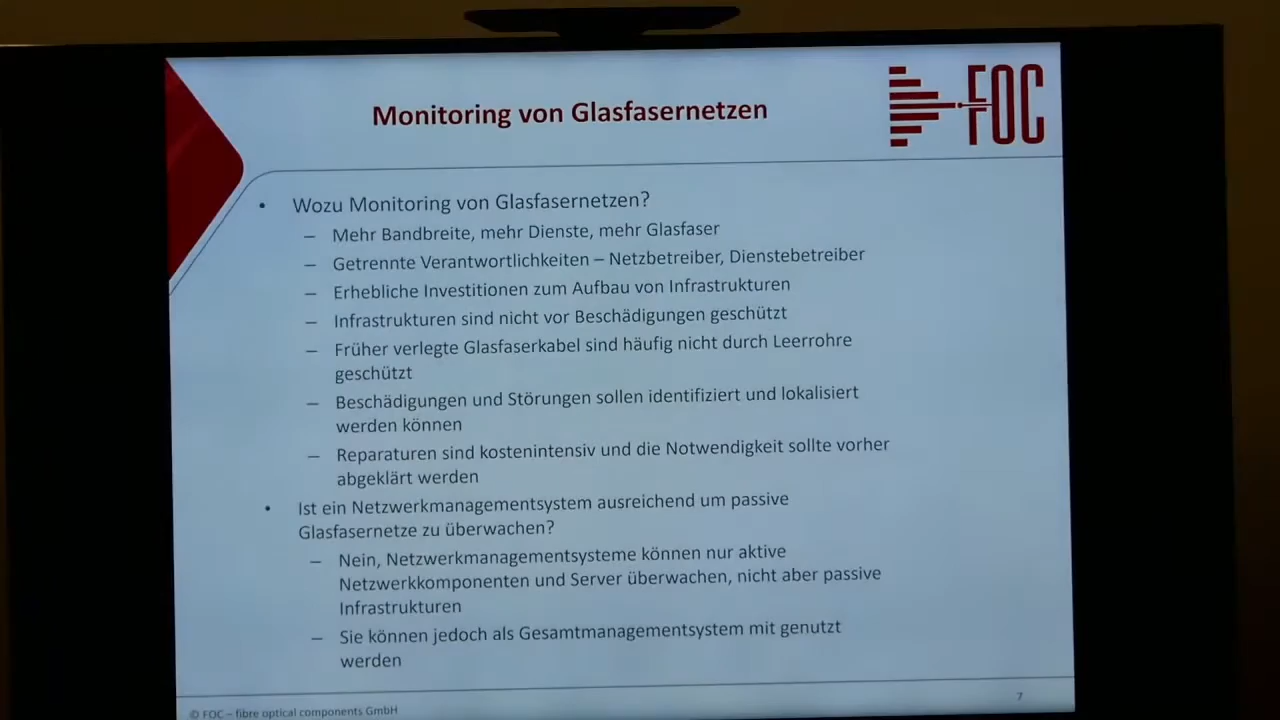 Monitoring von Glasfasernetzen
FOC
• Wozu Monitoring von Glasfasernetzen?
– Mehr Bandbreite, mehr Dienste, mehr Glasfaser
– Getrennte Verantwortlichkeiten – Netzbetreiber, Dienstebetreiber
– Erhebliche Investitionen zum Aufbau von Infrastrukturen
– Infrastrukturen sind nicht vor Beschädigungen geschützt
– Früher verlegte Glasfaserkabel sind häufig nicht durch Leerrohre
geschützt
– Beschädigungen und Störungen sollen identifiziert und lokalisiert
werden können
– Reparaturen sind kostenintensiv und die Notwendigkeit sollte vorher
abgeklärt werden
• Ist ein Netzwerkmanagementsystem ausreichend um passive
Glasfasernetze zu überwachen?
– Nein, Netzwerkmanagementsysteme können nur aktive
Netzwerkkomponenten und Server überwachen, nicht aber passive
Infrastrukturen
– Sie können jedoch als Gesamtmanagementsystem mit genutzt
werden
© FOC – fibre optical components GmbH
7